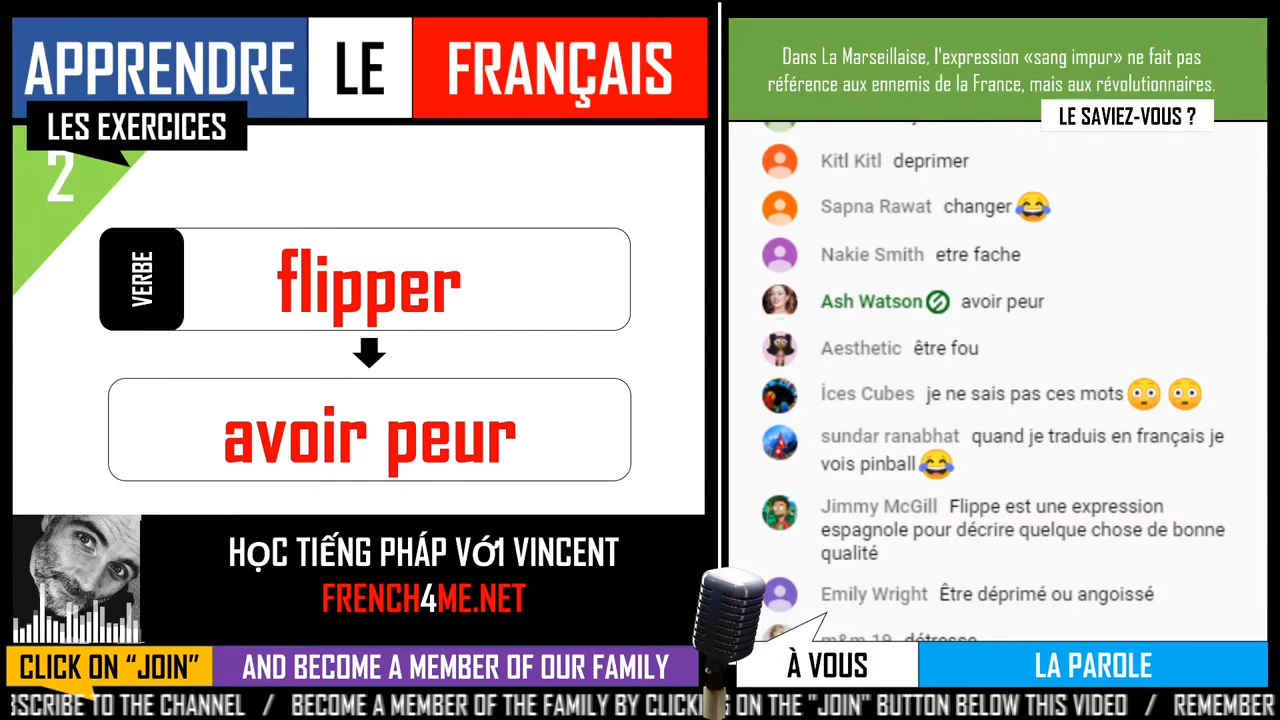 APPRENDRE LE FRANÇAIS
LES EXERCICES
2
VERBE
flipper
avoir peur
HỌC TIẾNG PHÁP VỚI VINCENT
FRENCH4ME.NET
CLICK ON "JOIN" AND BECOME A MEMBER OF OUR FAMILY
Dans La Marseillaise, l'expression «sang impur» ne fait pas
référence aux ennemis de la France, mais aux révolutionnaires.
LE SAVIEZ-VOUS ?
Kitl Kitl deprimer
Sapna Rawat changer 😂
Nakie Smith etre fache
Ash Watson avoir peur
Aesthetic être fou
İces Cubes je ne sais pas ces mots 😳 😳
sundar ranabhat quand je traduis en français je
vois pinball 😂
Jimmy McGill Flippe est une expression
espagnole pour décrire quelque chose de bonne
qualité
Emily Wright Être déprimé ou angoissé
m&m 19 détresse
À VOUS LA PAROLE
SCRIBE TO THE CHANNEL / BECOME A MEMBER OF THE FAMILY BY CLICK ON THE "JOIN" BUTTON BELOW THIS VIDEO / REMEMBER